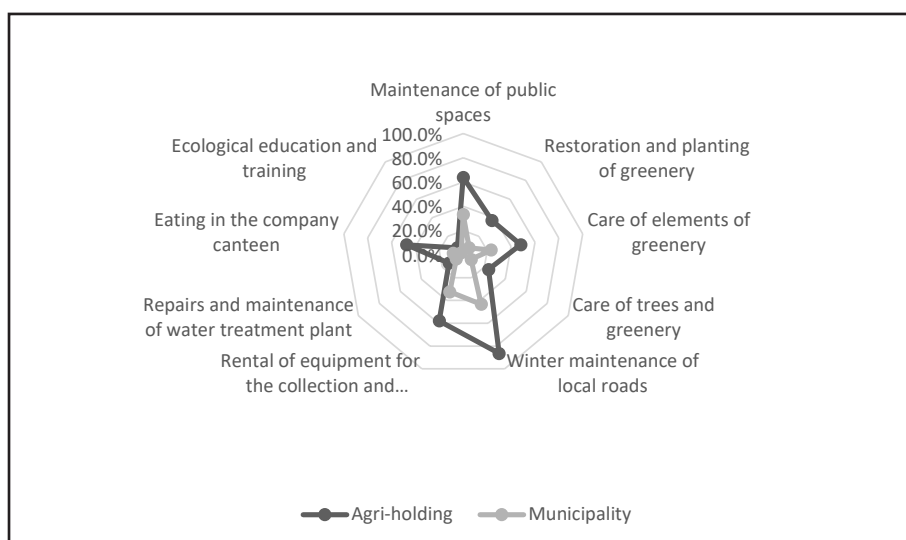 Maintenance of public
spaces
100.0%
80.0%
60.0%
40.0%
20.0%
0.0%
Restoration and planting
of greenery
Care of elements of
greenery
Care of trees and
greenery
Winter maintenance of
local roads
Rental of equipment for
the collection and...
Repairs and maintenance
of water treatment plant
Eating in the company
canteen
Ecological education and
training
Agri-holding
Municipality